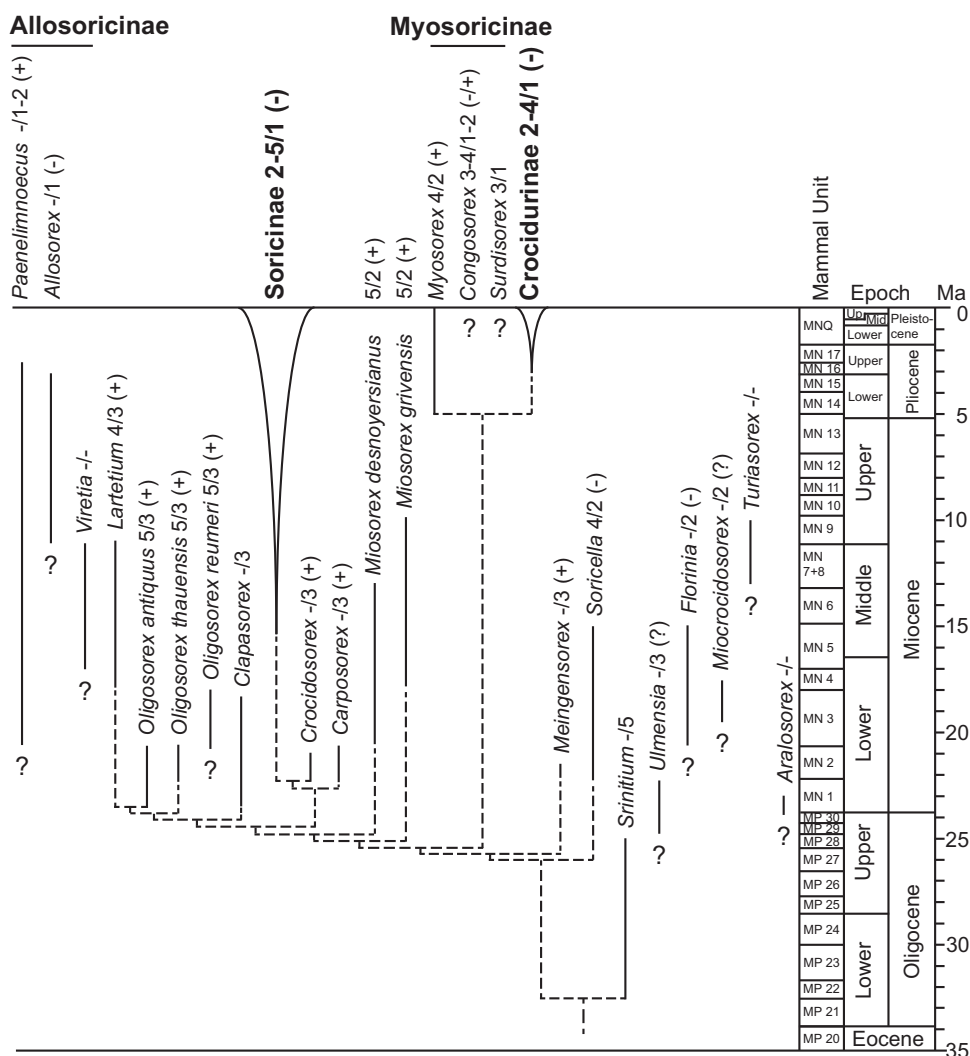 Allosoricinae
Myosoricinae
Paenelimnoecus -/1-2 (+)
Allosorex -/1 (-)
Soricinae 2-5/1 (-)
5/2 (+)
5/2 (+)
Myosorex 4/2 (+)
Congosorex 3-4/1-2 (-/+)
Surdisorex 3/1
Crocidurinae 2-4/1 (-)
Mammal Unit
Epoch
Ma
?
?
Viretia -/-
?
Lartetium 4/3 (+)
Oligosorex antiquus 5/3 (+)
Oligosorex thauensis 5/3 (+)
Oligosorex reumeri 5/3 (+)
?
Clapasorex -/3
Crocidosorex -/3 (+)
Carposorex -/3 (+)
Miosorex desnoyersianus
Miosorex grivensis
?
?
Meingensorex -/3 (+)
Soricella 4/2 (-)
Srinitium -/5
Ulmensia -/3 (?)
?
Florinia -/2 (-)
?
Miocrocidosorex -/2 (?)
?
Turiasorex -/-
?
Aralosorex -/-
?
MNQ
MN 17
MN 16
MN 15
MN 14
MN 13
MN 12
MN 11
MN 10
MN 9
MN
7+8
MN 6
MN 5
MN 4
MN 3
MN 2
MN 1
MP 30
MP 29
MP 28
MP 27
MP 26
MP 25
MP 24
MP 23
MP 22
MP 21
MP 20
Up.
Mid
Lower
Upper
Lower
Upper
Middle
Lower
Upper
Lower
Pleisto-
cene
Pliocene
Miocene
Oligocene
Eocene
0
5
10
15
20
25
30
35